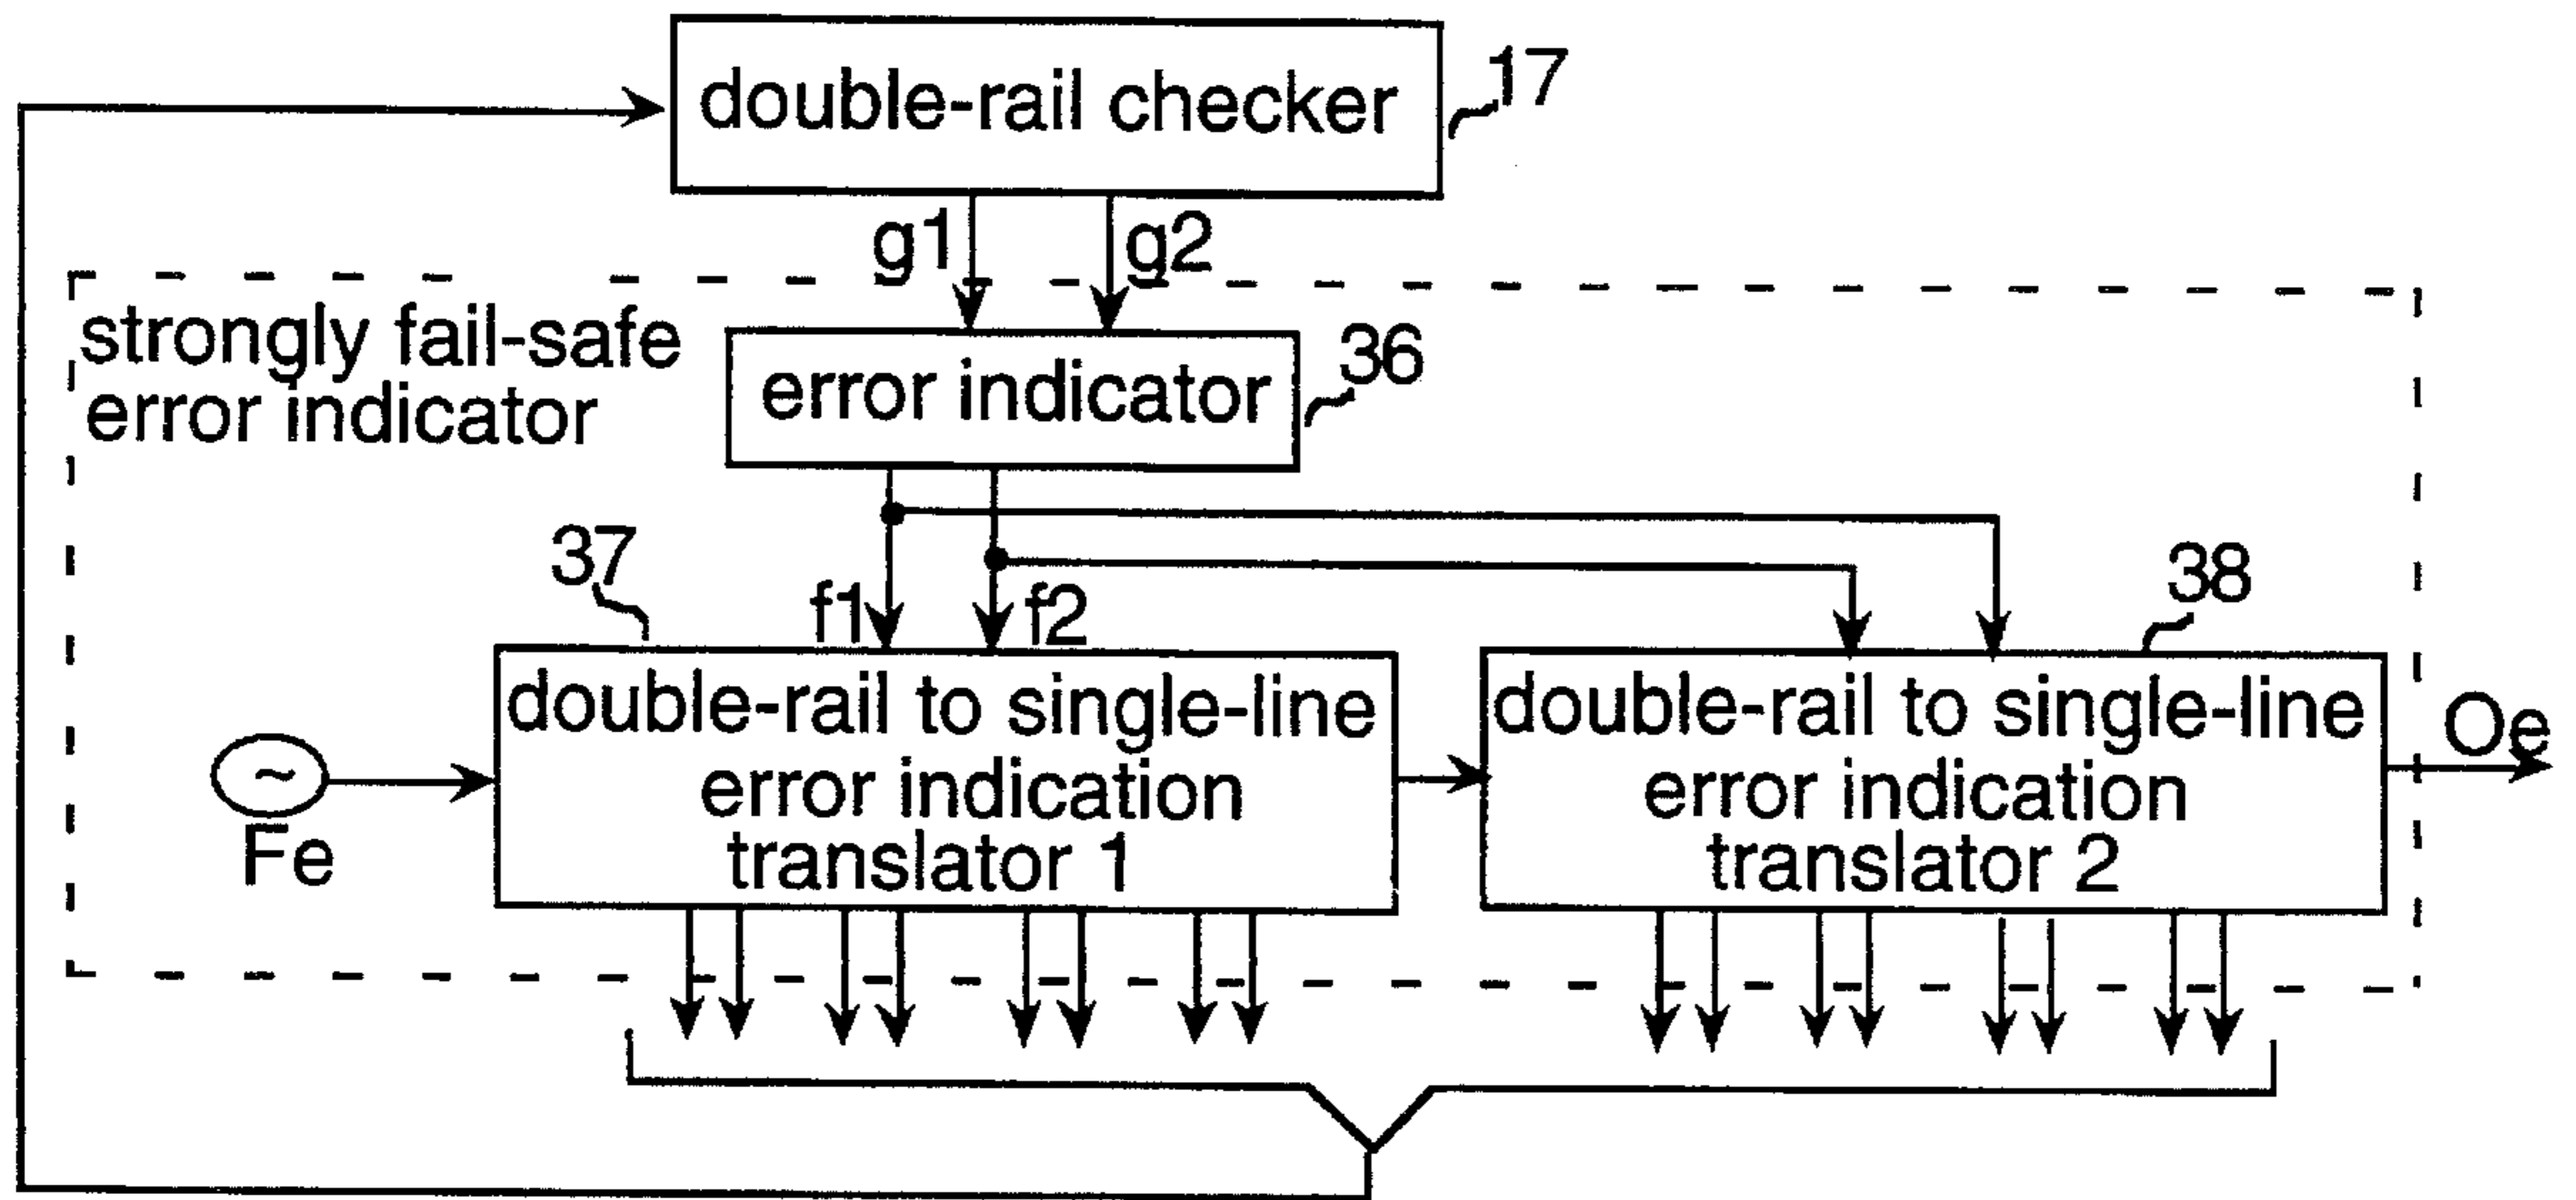 double-rail checker
17
g1
g2
strongly fail-safe
error indicator
error indicator
36
37
f1
f2
38
double-rail to single-line
error indication
translator 1
double-rail to single-line
error indication
translator 2
Oe
~
Fe